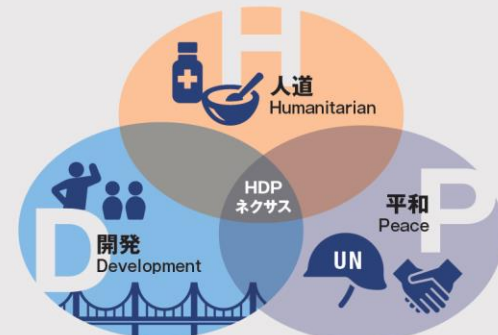 H
人道
Humanitarian
HDP
ネクサス
D
開発
Development
P
平和
Peace
UN